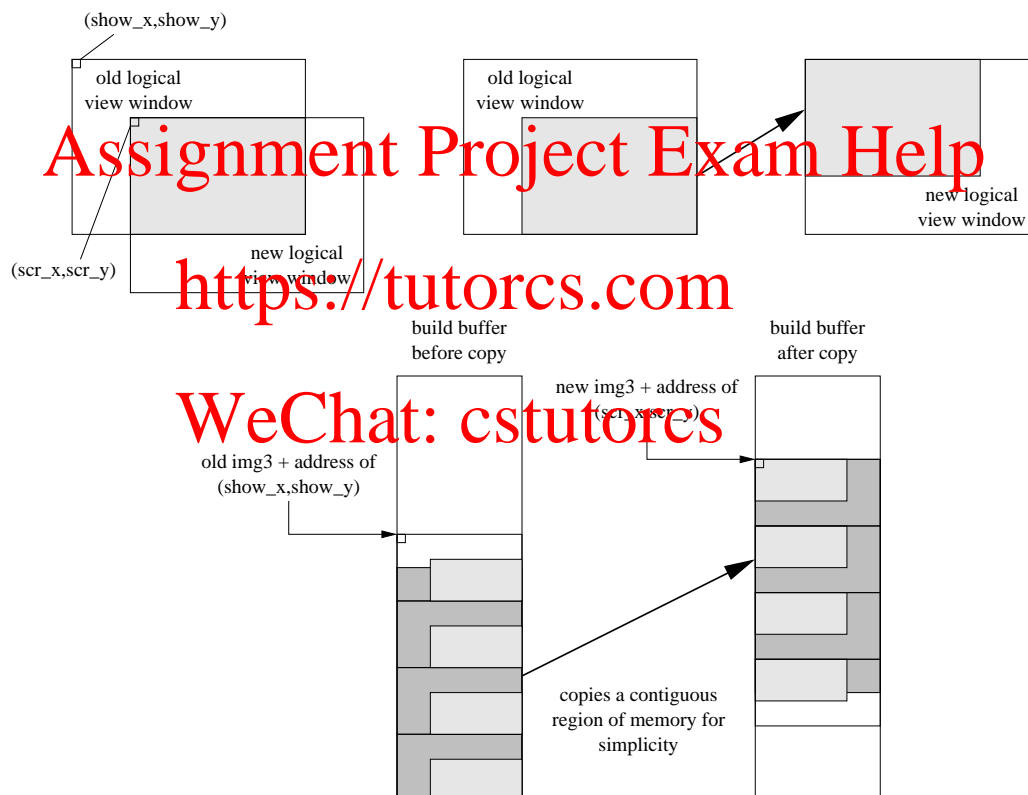 (show_x,show_y)
old logical
view window
old logical
view window
Assignment Project Exam Help
new logical
view window
(scr_x,scr_y)
new logical
view window
https://tutorcs.com
build buffer
before copy
build buffer
after copy
new img3 + address of
(scr_x,scr_y)
WeChat: cstutorcs
old img3 + address of
(show_x,show_y)
copies a contiguous
region of memory for
simplicity